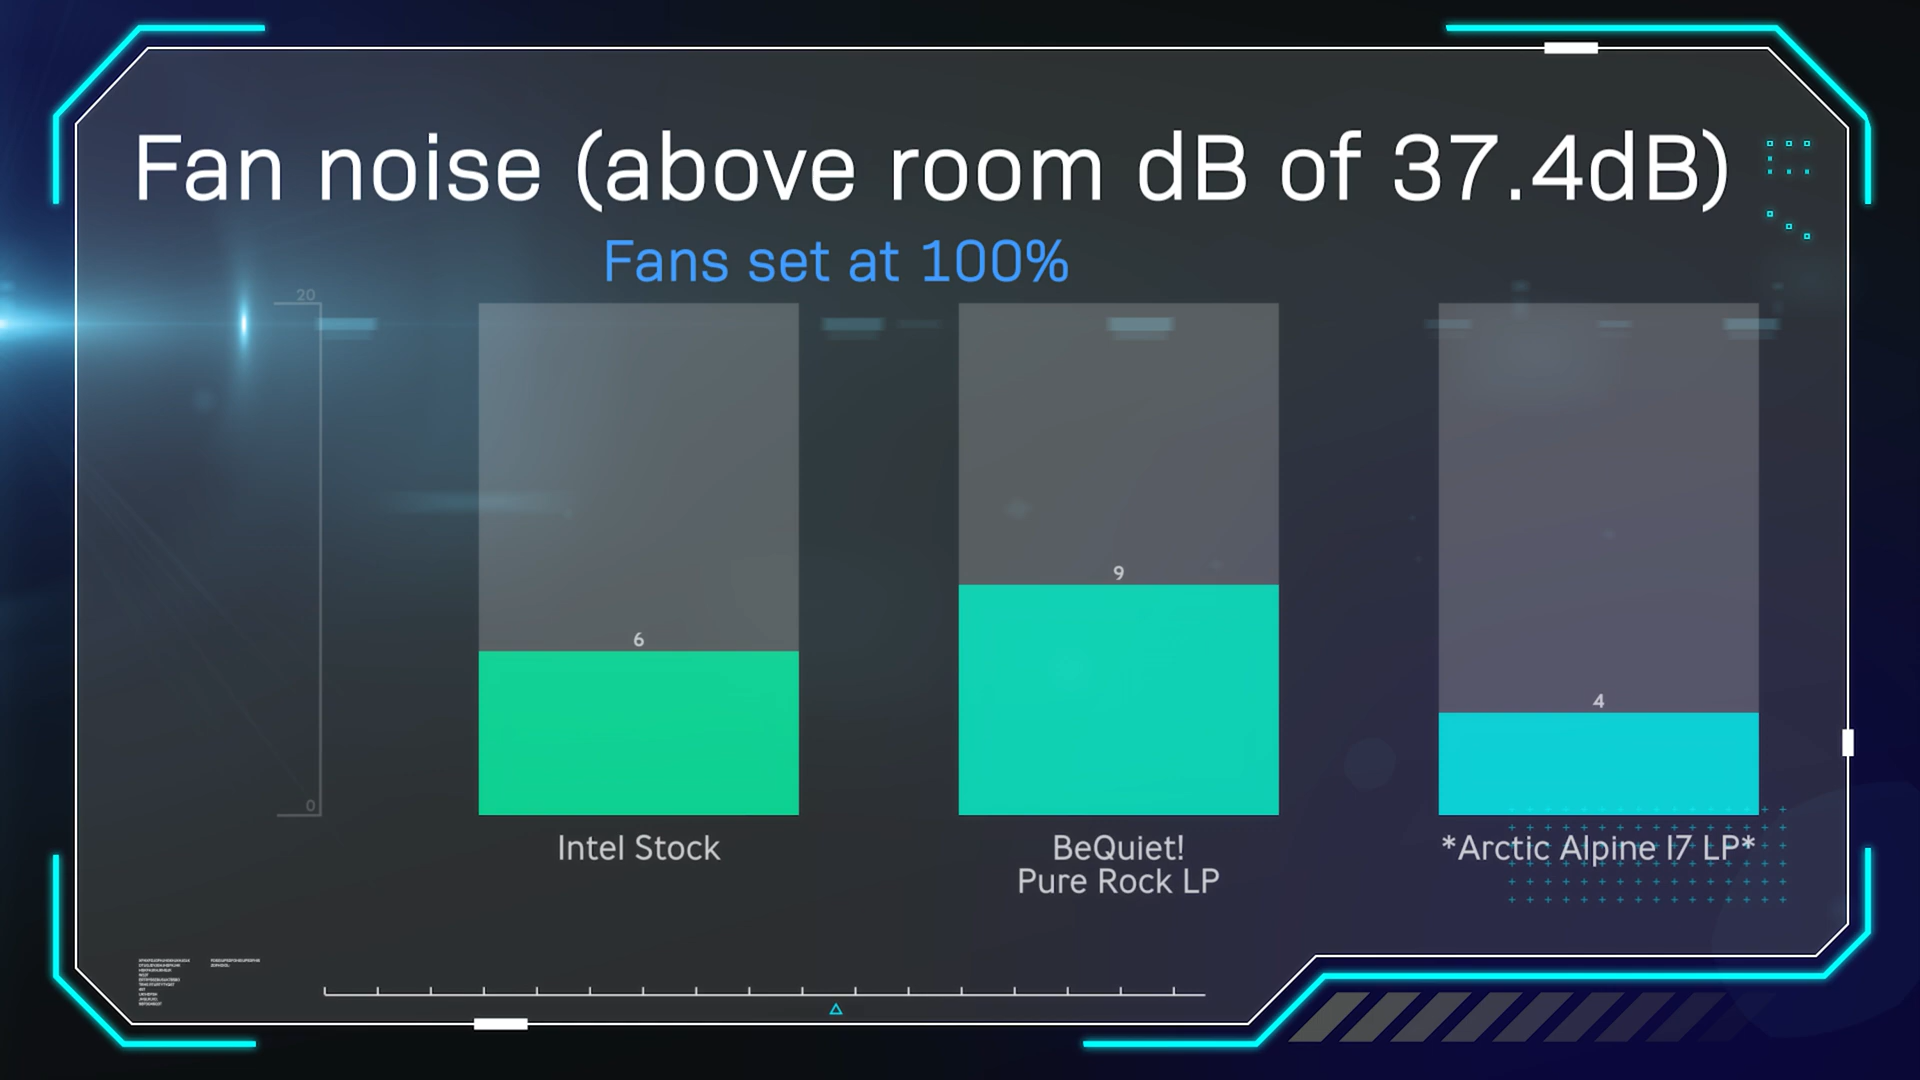 Fan noise (above room dB of 37.4dB)
Fans set at 100%
20
9
6
4
0
Intel Stock
BeQuiet!
Pure Rock LP
*Arctic Alpine I7 LP*